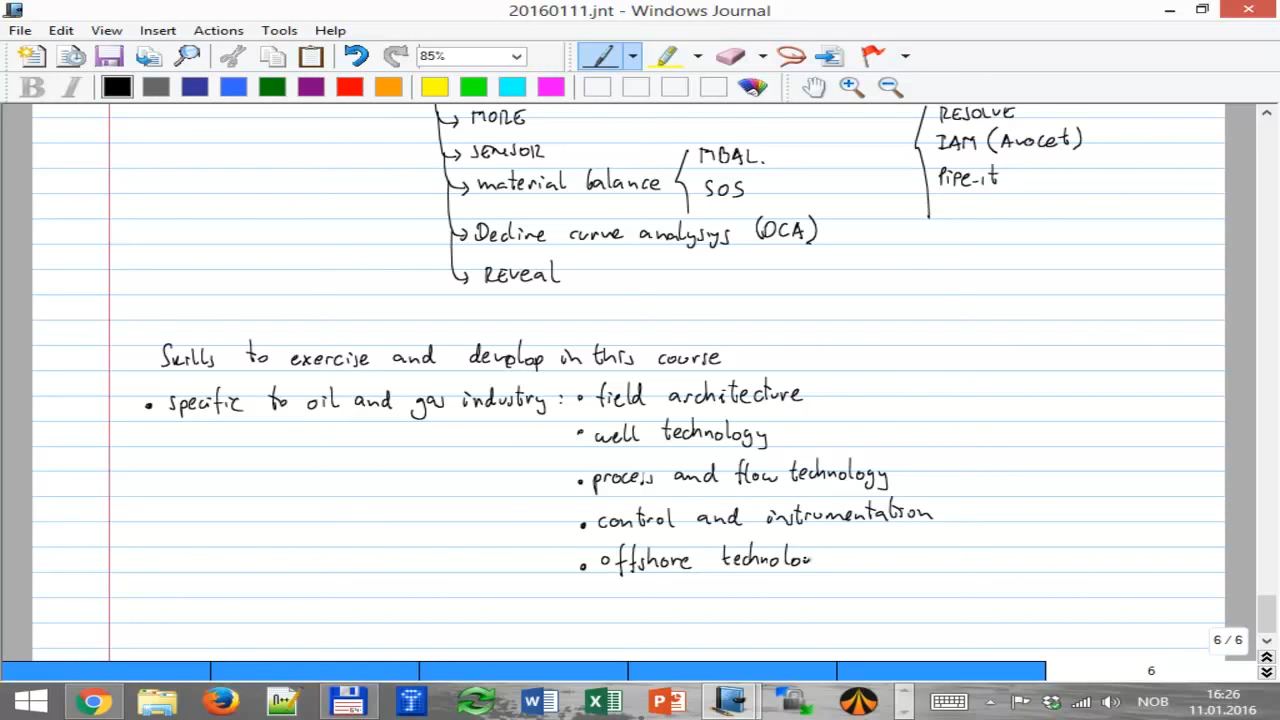 20160111.jnt - Windows Journal
File Edit View Insert Actions Tools Help
85%
B I
MORE
SENSOR
material balance
MBAL.
SOS
Decline curve analysys (DCA)
REVEAL
RESOLVE
IAM (Avocet)
Pipe-it
Skills to exercise and develop in this course
• specific to oil and gas industry : • field architecture
• well technology
• process and flow technology
• control and instrumentation
• offshore technolo
6 / 6
6
NOB
16:26
11.01.2016